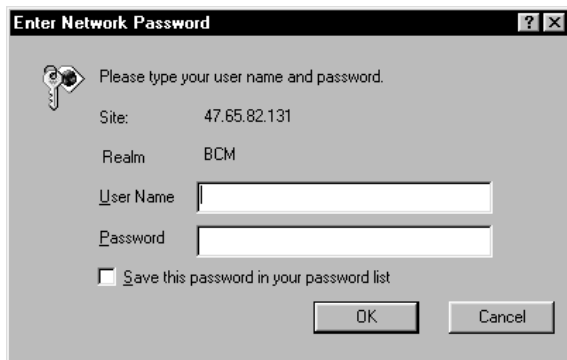 Enter Network Password
Please type your user name and password.
Site: 47.65.82.131
Realm BCM
User Name
Password
Save this password in your password list
OK Cancel